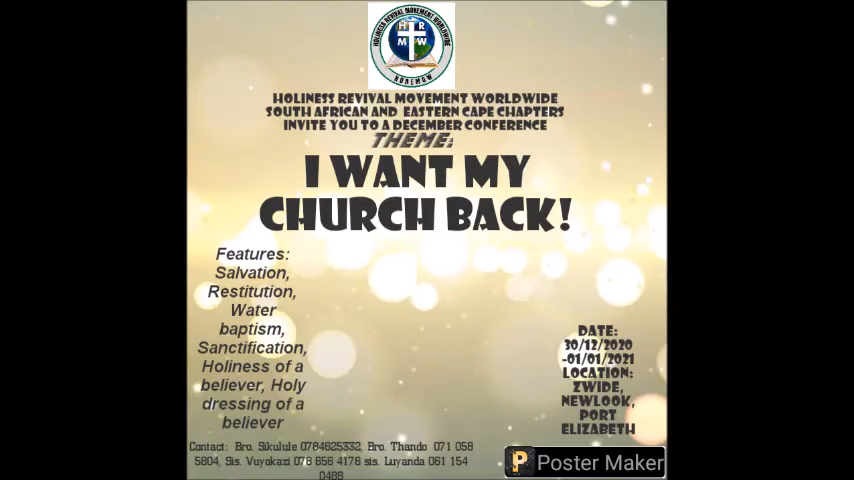 HOLINESS REVIVAL MOVEMENT WORLDWIDE
H R
M W
HOREMOW
HOLINESS REVIVAL MOVEMENT WORLDWIDE
SOUTH AFRICAN AND EASTERN CAPE CHAPTERS
INVITE YOU TO A DECEMBER CONFERENCE
THEME:
I WANT MY
CHURCH BACK!
Features:
Salvation,
Restitution,
Water
baptism,
Sanctification,
Holiness of a
believer, Holy
dressing of a
believer
DATE:
30/12/2020
-01/01/2021
LOCATION:
ZWIDE,
NEWLOOK,
PORT
ELIZABETH
Contact: Bro. Sikulule 0784625332, Bro. Thando 071 058
5804, Sis. Vuyokazi 078 656 4176 sis. Luyanda 061 154
0488
P Poster Maker